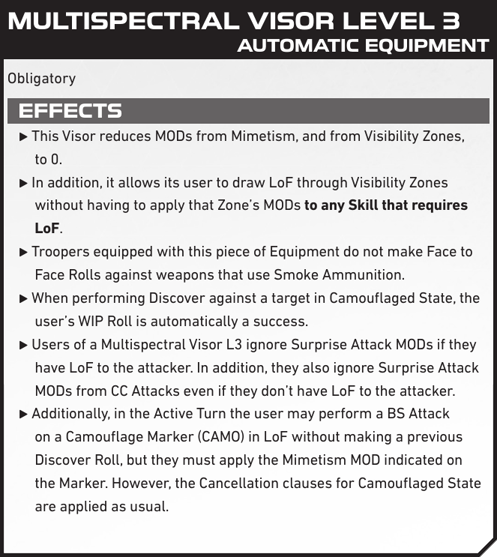 MULTISPECTRAL VISOR LEVEL 3
AUTOMATIC EQUIPMENT
Obligatory
EFFECTS
▶ This Visor reduces MODs from Mimetism, and from Visibility Zones,
to 0.
▶ In addition, it allows its user to draw LoF through Visibility Zones
without having to apply that Zone's MODs to any Skill that requires
LoF.
▶ Troopers equipped with this piece of Equipment do not make Face to
Face Rolls against weapons that use Smoke Ammunition.
▶ When performing Discover against a target in Camouflaged State, the
user's WIP Roll is automatically a success.
▶ Users of a Multispectral Visor L3 ignore Surprise Attack MODs if they
have LoF to the attacker. In addition, they also ignore Surprise Attack
MODs from CC Attacks even if they don't have LoF to the attacker.
▶ Additionally, in the Active Turn the user may perform a BS Attack
on a Camouflage Marker (CAMO) in LoF without making a previous
Discover Roll, but they must apply the Mimetism MOD indicated on
the Marker. However, the Cancellation clauses for Camouflaged State
are applied as usual.